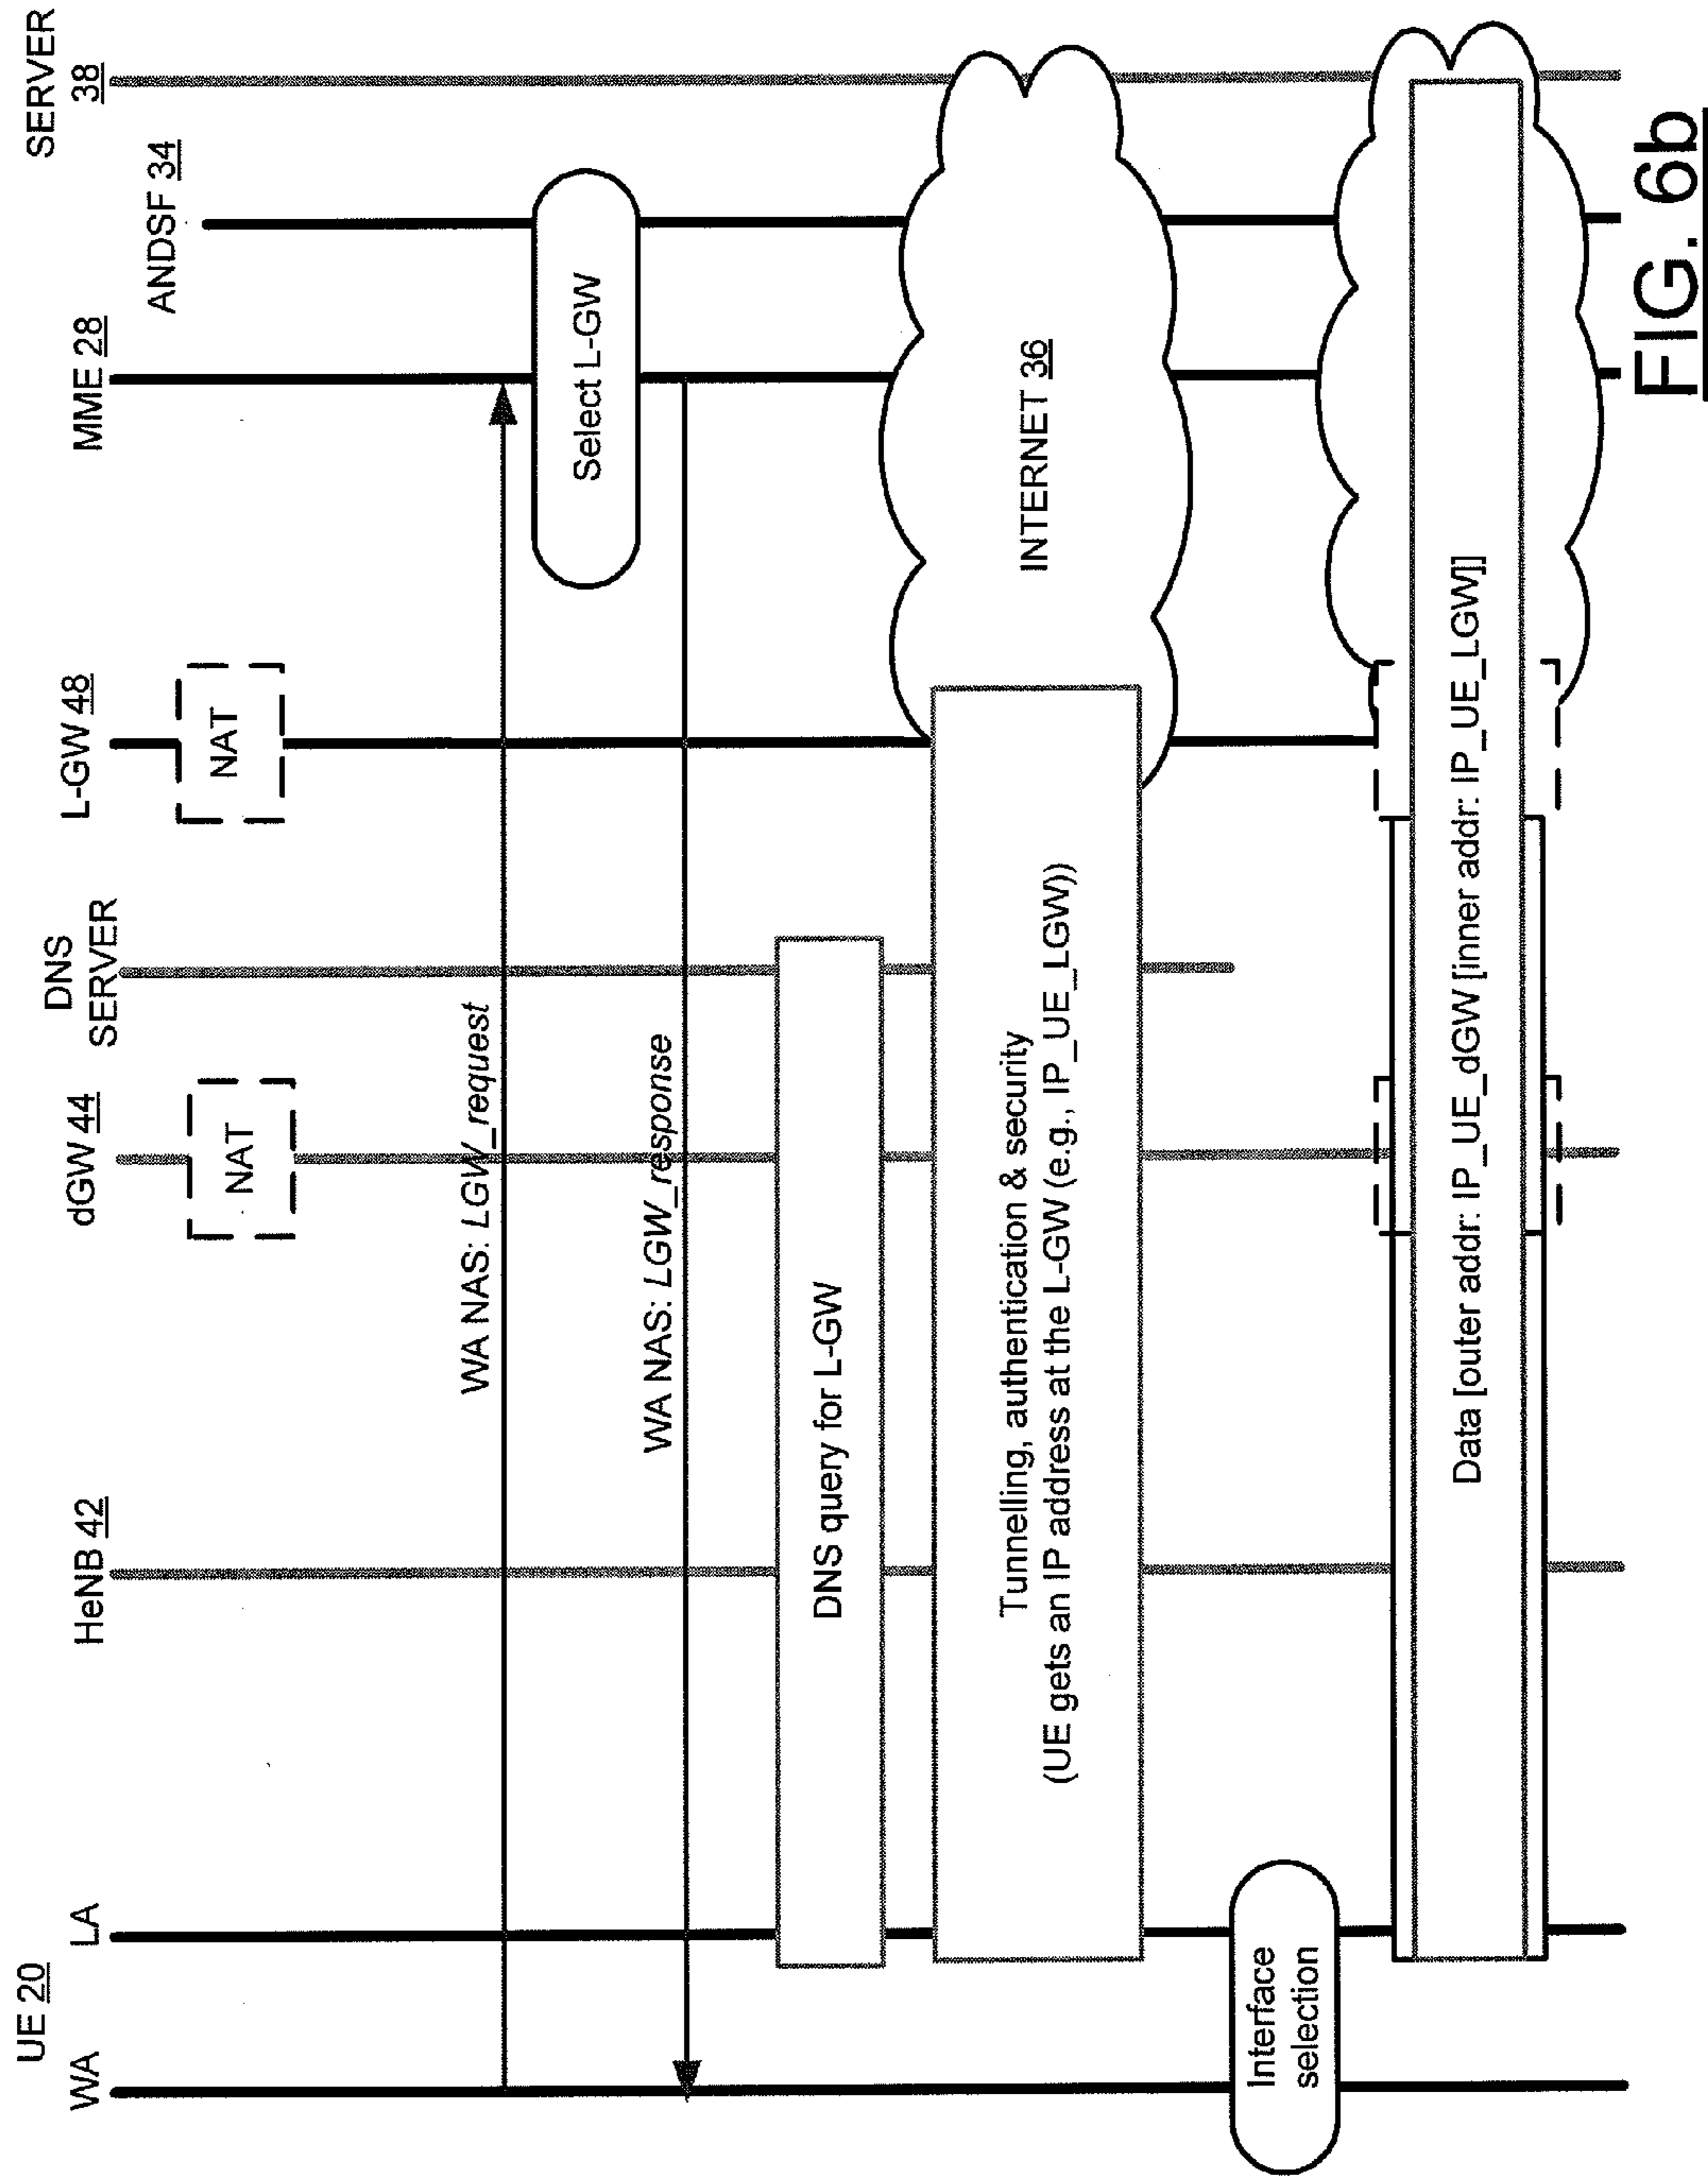 UE 20
WA
LA
HeNB 42
dGW 44
DNS
SERVER
L-GW 48
MME 28
ANDSF 34
SERVER
38
NAT
NAT
WA NAS: LGW_request
Select L-GW
WA NAS: LGW_response
DNS query for L-GW
Tunnelling, authentication & security
(UE gets an IP address at the L-GW (e.g., IP_UE_LGW))
INTERNET 36
Interface
selection
Data [outer addr: IP_UE_dGW [inner addr: IP_UE_LGW]]
FIG. 6b